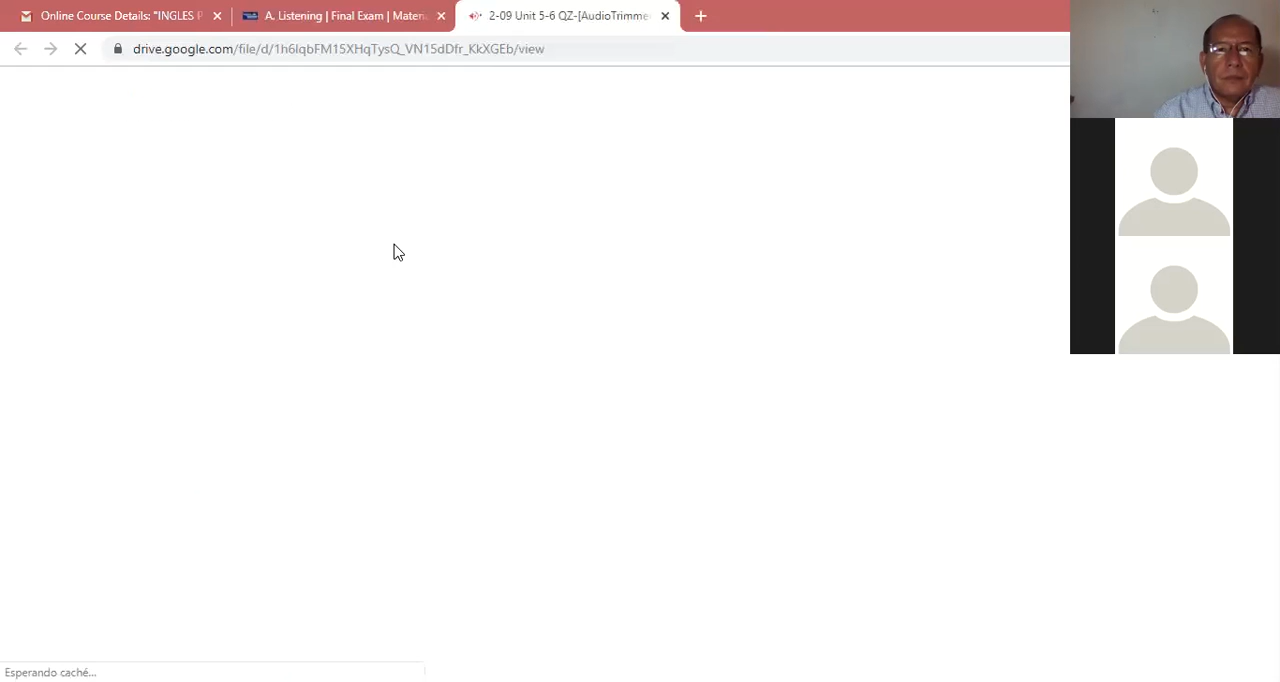 Online Course Details: "INGLES P
A. Listening | Final Exam | Materi
2-09 Unit 5-6 QZ-[AudioTrimme
drive.google.com/file/d/1h6lqbFM15XHqTysQ_VN15dDfr_KkXGEb/view
Esperando caché...